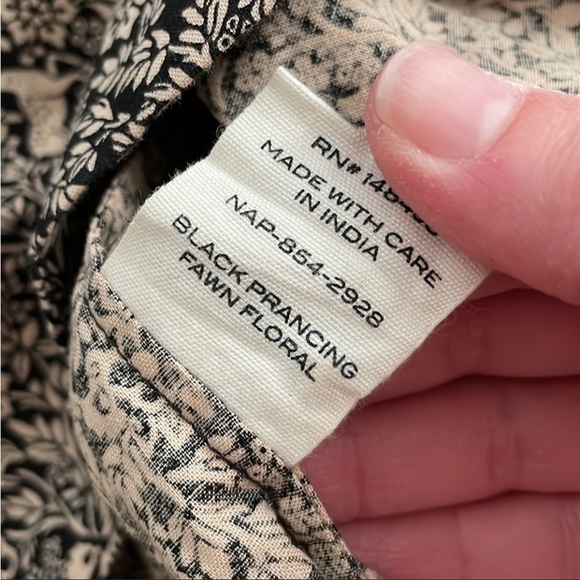 RN#
MADE WITH CARE
IN INDIA
NAP-854-2928
BLACK PRANCING
FAWN FLORAL